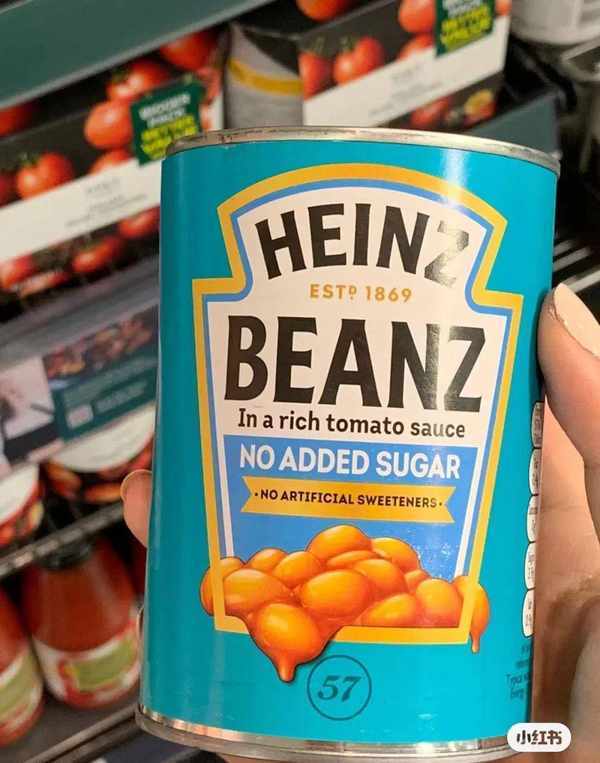 HEINZ
ESTD 1869
BEANZ
In a rich tomato sauce
NO ADDED SUGAR
• NO ARTIFICIAL SWEETENERS •
57
小红书